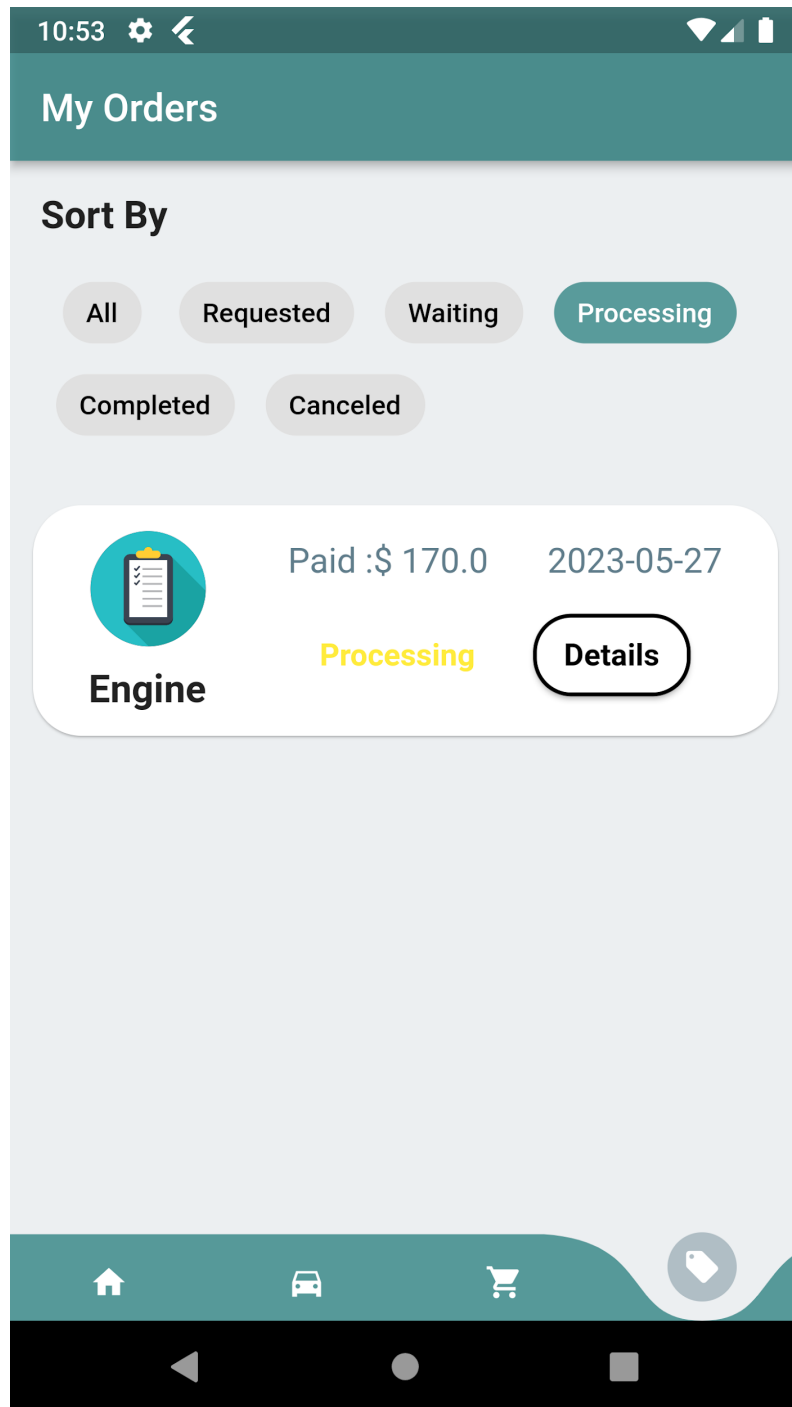 10:53
My Orders
Sort By
All Requested Waiting Processing
Completed Canceled
Paid :$ 170.0 2023-05-27
Processing Details
Engine